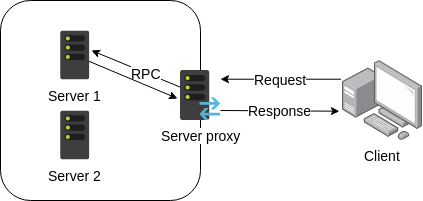 RPC
Server 1
Request
Response
Server proxy
Client
Server 2